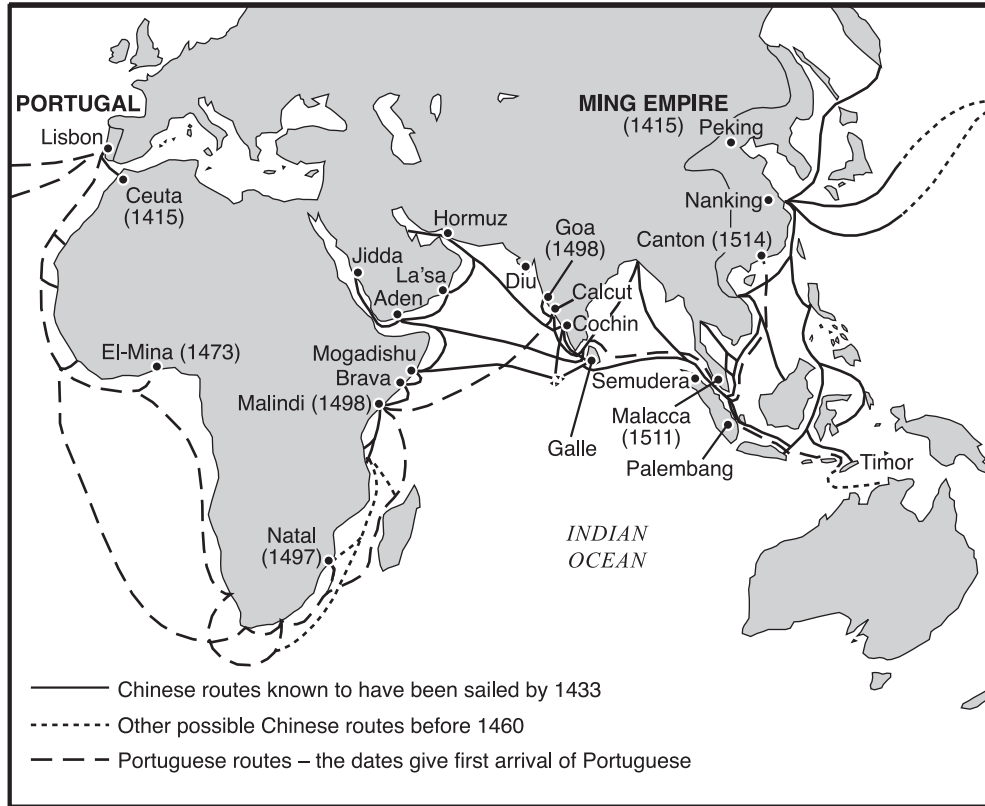 PORTUGAL
Lisbon
Ceuta
(1415)
MING EMPIRE
(1415)
Peking
Nanking
Canton (1514)
Hormuz
Goa
(1498)
Jidda
La'sa
Aden
Diu
Calcut
Cochin
El-Mina (1473)
Mogadishu
Brava
Malindi (1498)
Semudera
Malacca
(1511)
Galle
Palembang
Timor
Natal
(1497)
INDIAN
OCEAN
Chinese routes known to have been sailed by 1433
Other possible Chinese routes before 1460
Portuguese routes – the dates give first arrival of Portuguese